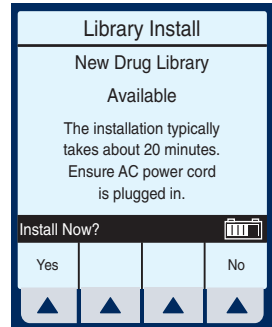 Library Install
New Drug Library
Available
The installation typically
takes about 20 minutes.
Ensure AC power cord
is plugged in.
Install Now?
Yes No